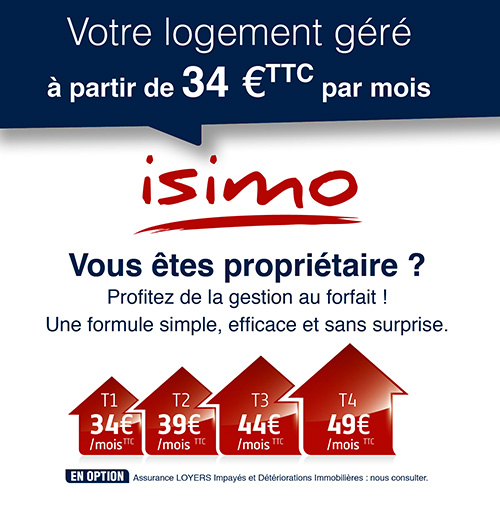 Votre logement géré
à partir de 34 €TTC par mois
isimo
Vous êtes propriétaire ?
Profitez de la gestion au forfait !
Une formule simple, efficace et sans surprise.
T1 T2 T3 T4
34€ 39€ 44€ 49€
/mois TTC /mois TTC /mois TTC /mois TTC
EN OPTION Assurance LOYERS Impayés et Détériorations Immobilières : nous consulter.